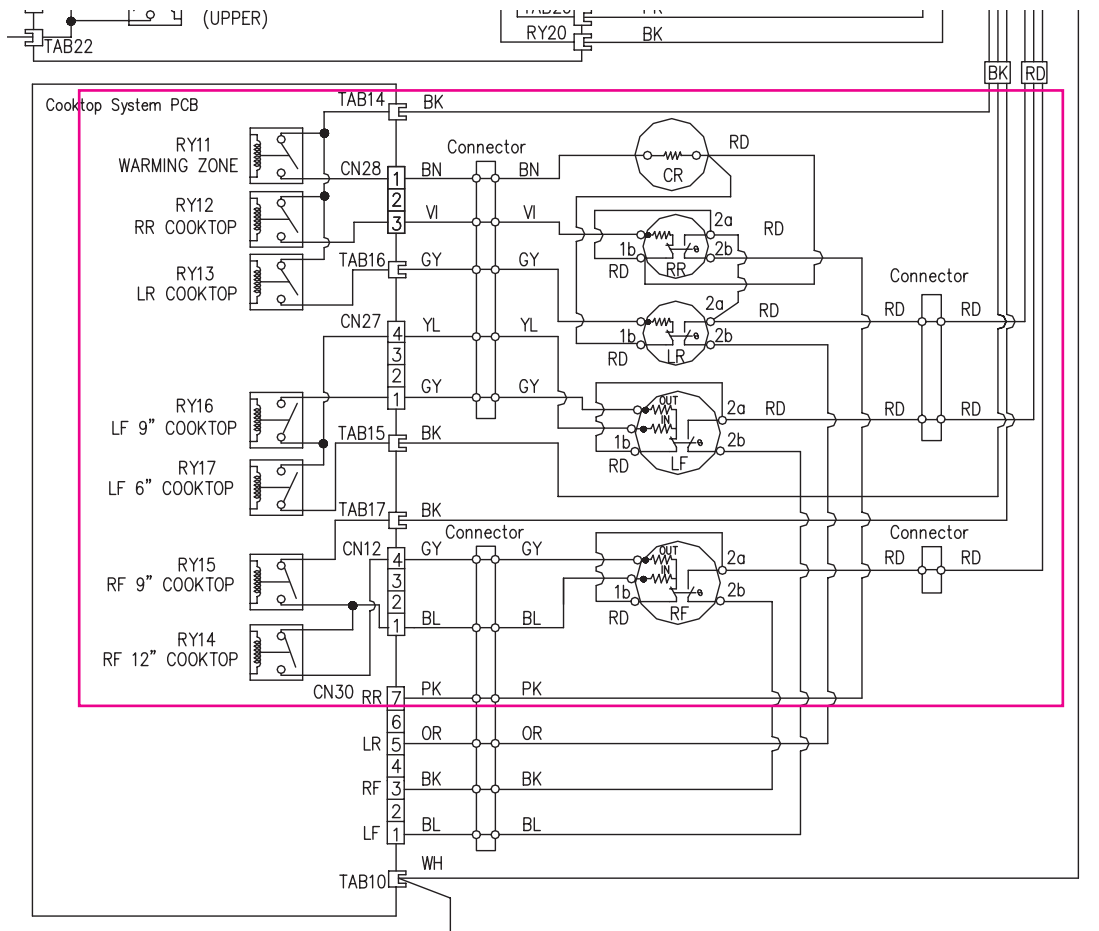 (UPPER)
TAB22
RY20
BK
BK
RD
Cooktop System PCB
TAB14
BK
RY11
WARMING ZONE
Connector
RD
CN28
1
BN
BN
CR
2
RY12
RR COOKTOP
3
VI
VI
2a
RD
1b
2b
RD
RR
TAB16
GY
GY
RY13
LR COOKTOP
Connector
2a
RD
RD
RD
CN27
4
YL
YL
1b
2b
RD
LR
3
2
1
GY
GY
RY16
LF 9” COOKTOP
OUT
IN
2a
RD
RD
RD
TAB15
BK
1b
2b
RD
LF
RY17
LF 6” COOKTOP
TAB17
BK
Connector
Connector
CN12
4
GY
GY
OUT
IN
2a
RD
RD
RY15
RF 9” COOKTOP
3
2
1b
2b
RD
RF
1
BL
BL
RY14
RF 12” COOKTOP
CN30
RR
7
PK
PK
6
LR
5
OR
OR
4
RF
3
BK
BK
2
LF
1
BL
BL
WH
TAB10